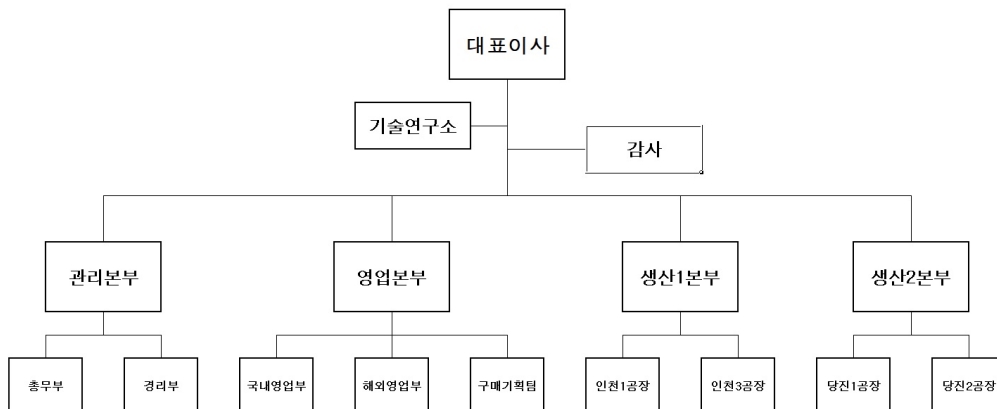 대표이사
기술연구소
감사
관리본부
영업본부
생산1본부
생산2본부
총무부
경리부
국내영업부
해외영업부
구매기획팀
인천1공장
인천3공장
당진1공장
당진2공장